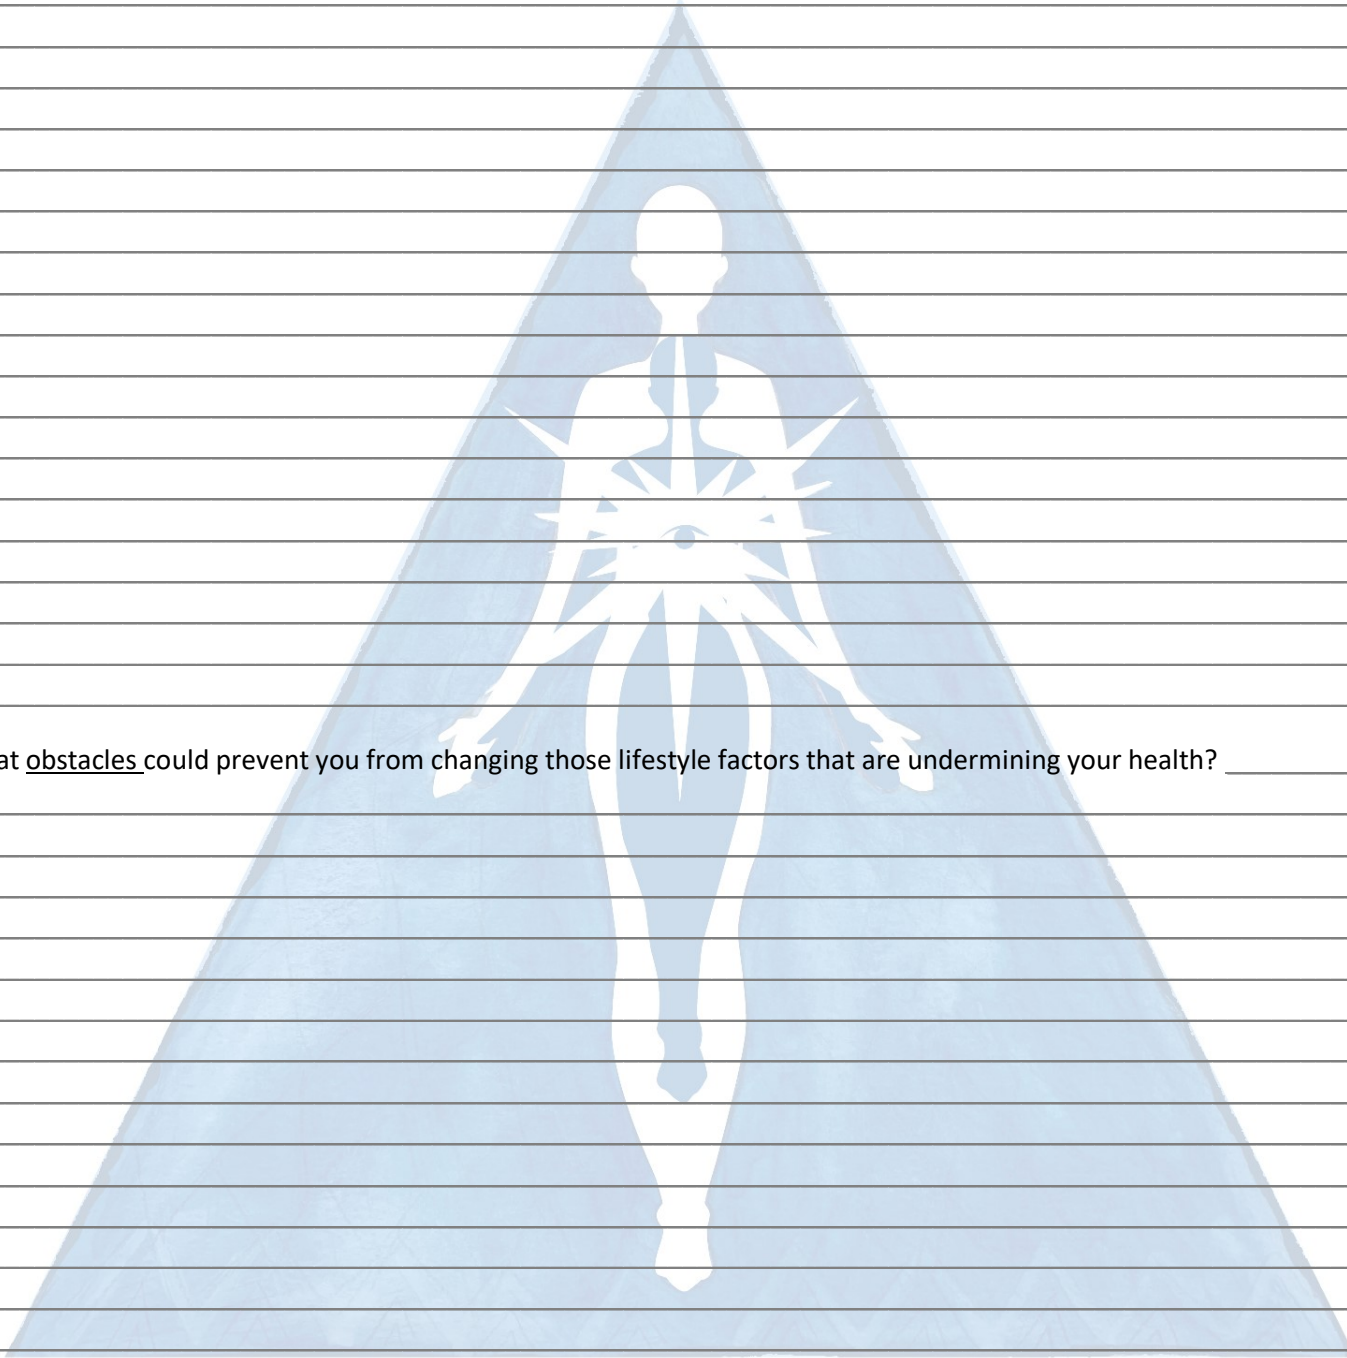 at obstacles could prevent you from changing those lifestyle factors that are undermining your health?